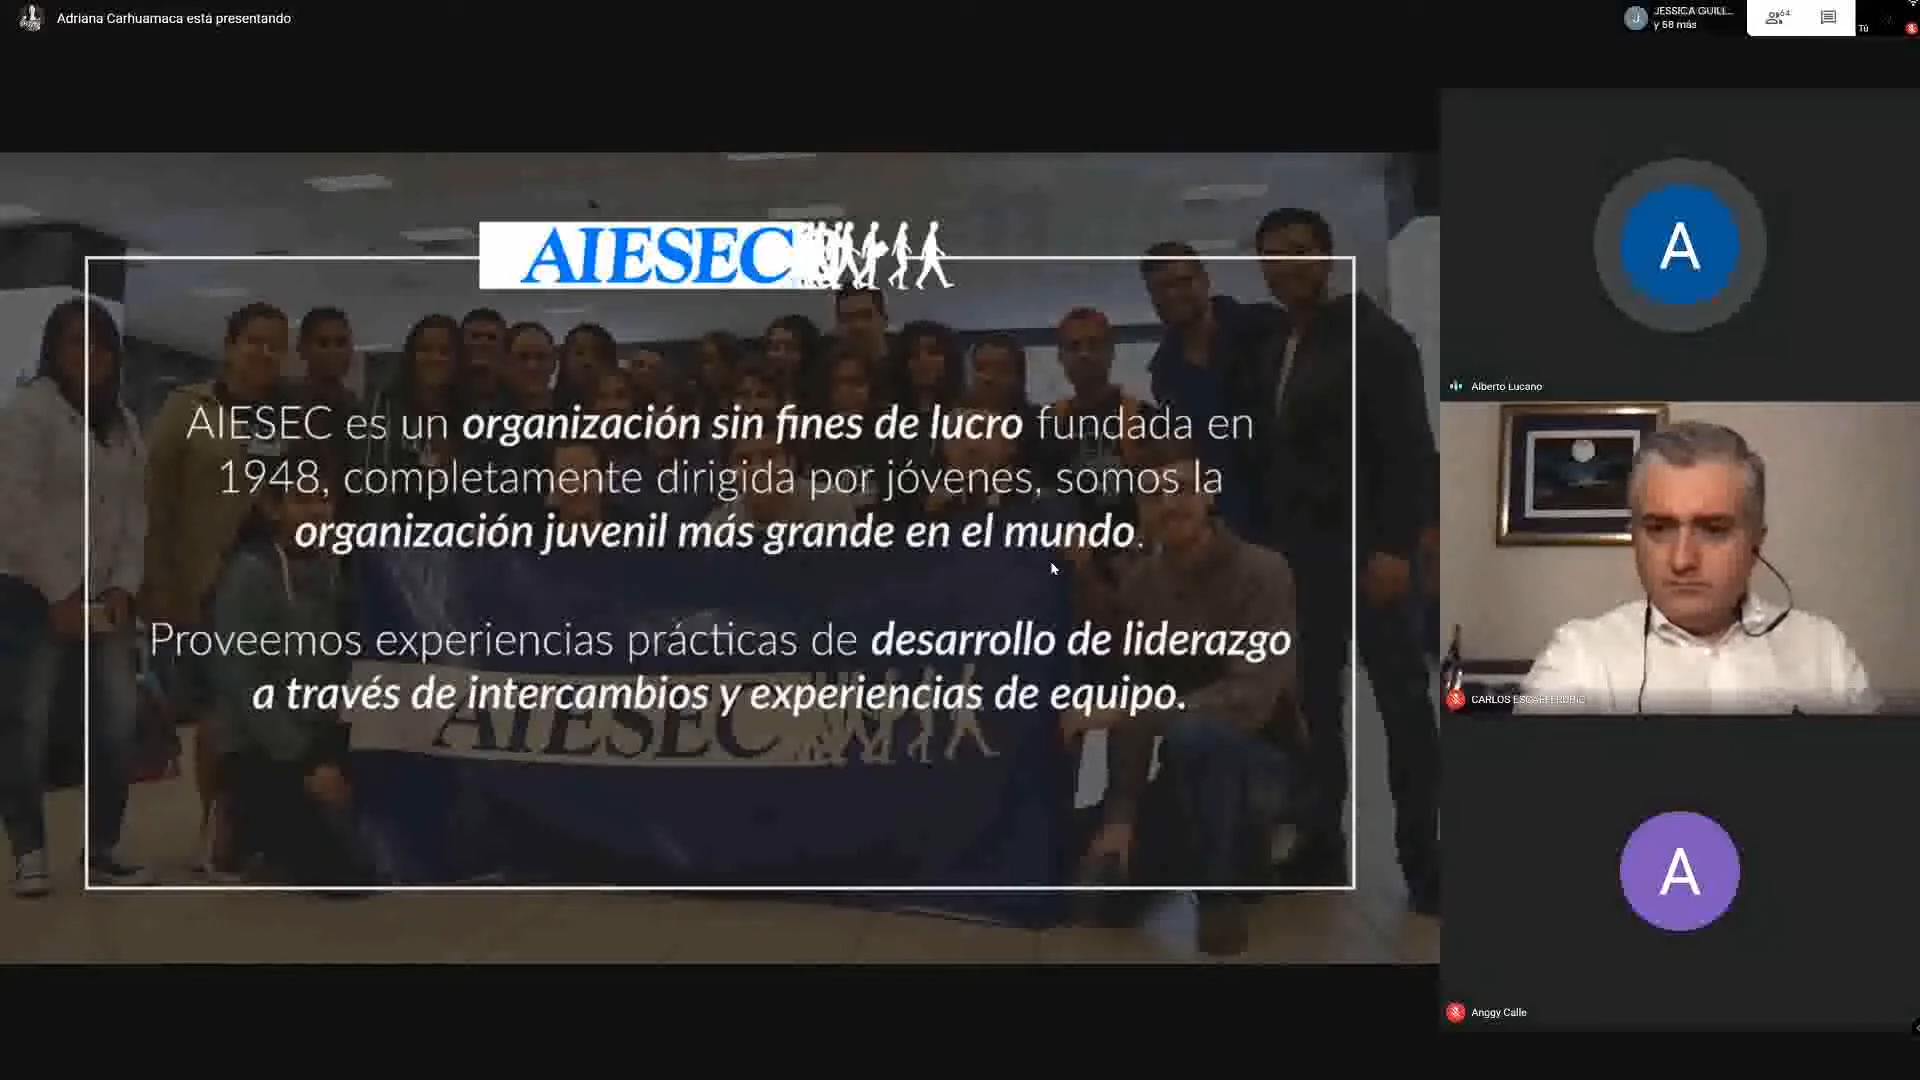 Adriana Carhuamaca está presentando
JESSICA GUILL...
y 58 más
64
Tú
AIESEC
AIESEC es un organización sin fines de lucro fundada en
1948, completamente dirigida por jóvenes, somos la
organización juvenil más grande en el mundo.
Proveemos experiencias prácticas de desarrollo de liderazgo
a través de intercambios y experiencias de equipo.
AIESEC
A
Alberto Lucano
CARLOS
A
Anggy Calle